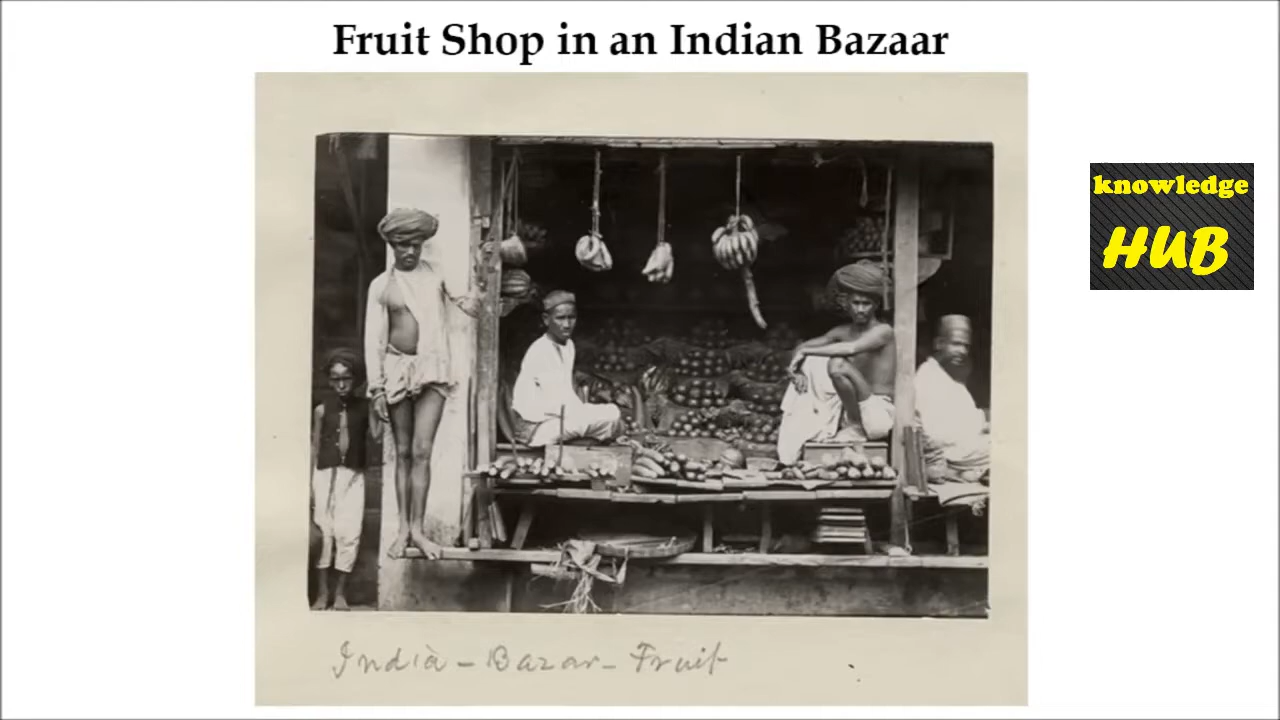 Fruit Shop in an Indian Bazaar
knowledge
HUB
India - Bazar - Fruit